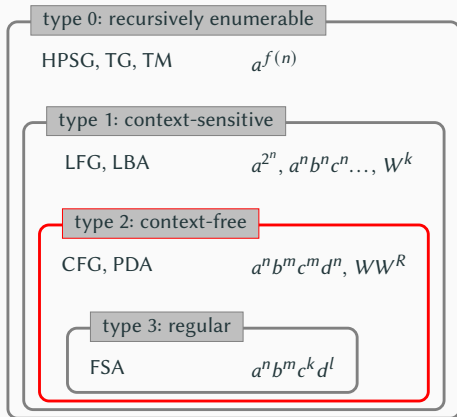 type 0: recursively enumerable
HPSG, TG, TM a^{f(n)}
type 1: context-sensitive
LFG, LBA a^{2^n}, a^n b^n c^n ..., W^k
type 2: context-free
CFG, PDA a^n b^m c^m d^n, WW^R
type 3: regular
FSA a^n b^m c^k d^l